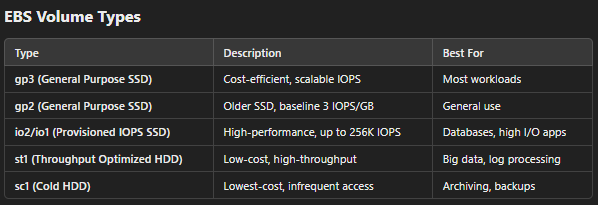 EBS Volume Types
Type Description Best For
gp3 (General Purpose SSD) Cost-efficient, scalable IOPS Most workloads
gp2 (General Purpose SSD) Older SSD, baseline 3 IOPS/GB General use
io2/io1 (Provisioned IOPS SSD) High-performance, up to 256K IOPS Databases, high I/O apps
st1 (Throughput Optimized HDD) Low-cost, high-throughput Big data, log processing
sc1 (Cold HDD) Lowest-cost, infrequent access Archiving, backups